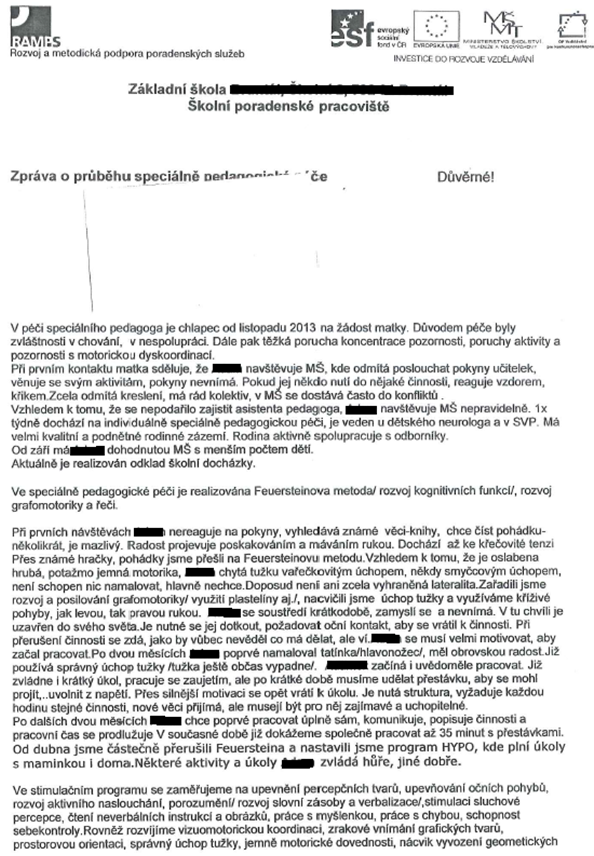 RAMPS
Rozvoj a metodická podpora poradenských služeb
esf evropský sociální fond v ČR EVROPSKÁ UNIE MINISTERSTVO ŠKOLSTVÍ, MLÁDEŽE A TĚLOVÝCHOVY
INVESTICE DO ROZVOJE VZDĚLÁVÁNÍ
Základní škola
Školní poradenské pracoviště
Zpráva o průběhu speciálně pedagogické péče Důvěrné!
V péči speciálního pedagoga je chlapec od listopadu 2013 na žádost matky. Důvodem péče byly
zvláštnosti v chování, v nespolupráci. Dále pak těžká porucha koncentrace pozornosti, poruchy aktivity a
pozornosti s motorickou dyskoordinací.
Při prvním kontaktu matka sděluje, že navštěvuje MŠ, kde odmítá poslouchat pokyny učitelek,
věnuje se svým aktivitám, pokyny nevnímá. Pokud jej někdo nutí do nějaké činnosti, reaguje vzdorem,
křikem.Zcela odmítá kreslení, má rád kolektiv, v MŠ se dostává často do konfliktů .
Vzhledem k tomu, že se nepodařilo zajistit asistenta pedagoga, navštěvuje MŠ nepravidelně. 1x
týdně dochází na individuálně speciálně pedagogickou péči, je veden u dětského neurologa a v SVP. Má
velmi kvalitní a podnětné rodinné zázemí. Rodina aktivně spolupracuje s odborníky.
Od září má dohodnutou MŠ s menším počtem dětí.
Aktuálně je realizován odklad školní docházky.
Ve speciálně pedagogické péči je realizována Feuersteinova metoda/ rozvoj kognitivních funkcí/, rozvoj
grafomotoriky a řeči.
Při prvních návštěvách nereaguje na pokyny, vyhledává známé věci-knihy, chce číst pohádku-
několikrát, je mazlivý. Radost projevuje poskakováním a máváním rukou. Dochází až ke křečovité tenzi
Přes známé hračky, pohádky jsme přešli na Feuersteinovu metodu.Vzhledem k tomu, že je oslabena
hrubá, potažmo jemná motorika, chytá tužku vařečkovitým úchopem, někdy smyčcovým úchopem,
není schopen nic namalovat, hlavně nechce.Doposud není ani zcela vyhraněná lateralita.Zařadili jsme
rozvoj a posilování grafomotoriky/ využití plastelíny aj./, nacvičili jsme úchop tužky a využíváme křížívé
pohyby, jak levou, tak pravou rukou. se soustředí krátkodobě, zamyslí se a nevnímá. V tu chvíli je
uzavřen do svého světa.Je nutné se jej dotkout, požadovat oční kontakt, aby se vrátil k činnosti. Při
přerušení činnosti se zdá, jako by vůbec nevěděl co má dělat, ale ví. se musí velmi motivovat, aby
začal pracovat.Po dvou měsících poprvé namaloval tatínka/hlavonožec/, měl obrovskou radost.Již
používá správný úchop tužky /tužka ještě občas vypadne/. začíná i uvědoměle pracovat. Již
zvládne i krátký úkol, pracuje se zaujetím, ale po krátké době musíme udělat přestávku, aby se mohl
projít,..uvolnit z napětí. Přes silnější motivaci se opět vrátí k úkolu. Je nutá struktura, vyžaduje každou
hodinu stejné činnosti, nové věci přijímá, ale musejí být pro něj zajímavé a uchopitelné.
Po dalších dvou měsících chce poprvé pracovat úplně sám, komunikuje, popisuje činnosti a
pracovní čas se prodlužuje V současné době již dokážeme společně pracovat až 35 minut s přestávkami.
Od dubna jsme částečně přerušili Feuersteina a nastavili jsme program HYPO, kde plní úkoly
s maminkou i doma.Některé aktivity a úkoly zvládá hůře, jiné dobře.
Ve stimulačním programu se zaměřujeme na upevnění percepčních tvarů, upevňování očních pohybů,
rozvoj aktivního naslouchání, porozumění/ rozvoj slovní zásoby a verbalizace/,stimulaci sluchové
percepce, čtení neverbálních instrukcí a obrázků, práce s myšlenkou, práce s chybou, schopnost
sebekontroly.Rovněž rozvíjíme vizuomotorickou koordinaci, zrakové vnímání grafických tvarů,
prostorovou orientaci, správný úchop tužky, jemně motorické dovednosti, nácvik vyvození geometrických